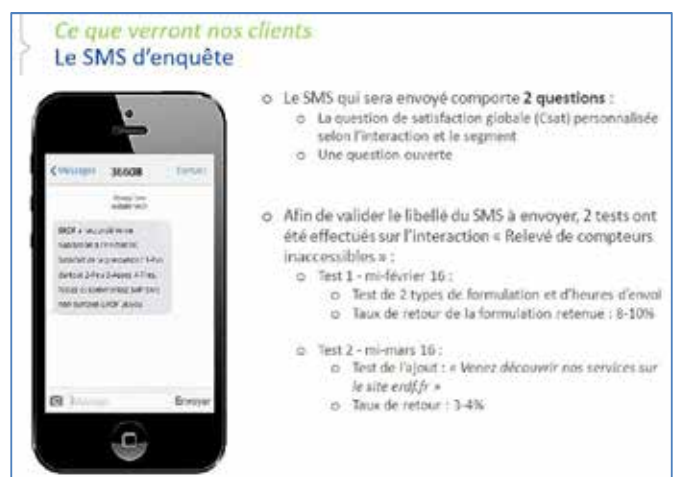 Ce que verront nos clients
Le SMS d'enquête
o Le SMS qui sera envoyé comporte 2 questions :
o La question de satisfaction globale (Csat) personnalisée
selon l'interaction et le segment
o Une question ouverte
o Afin de valider le libellé du SMS à envoyer, 2 tests ont
été effectués sur l'interaction « Relevé de compteurs
inaccessibles » :
o Test 1 - mi-février 16 :
o Test de 2 types de formulation et d'heures d'envoi
o Taux de retour de la formulation retenue : 8-10%
o Test 2 - mi-mars 16 :
o Test de l'ajout : « Venez découvrir nos services sur
le site erdf.fr »
o Taux de retour : 3-4%
Messages 36608 Contact
Envoyer